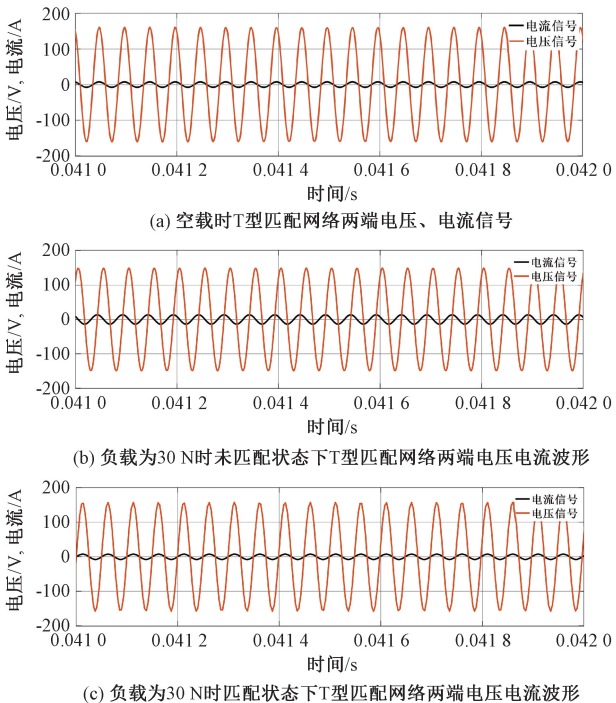 200
100
0
-100
-200
电压/V, 电流/A
电流信号
电压信号
0.041 0 0.041 2 0.041 4 0.041 6 0.041 8 0.042 0
时间/s
(a) 空载时T型匹配网络两端电压、电流信号
200
100
0
-100
-200
电压/V, 电流/A
电流信号
电压信号
0.041 0 0.041 2 0.041 4 0.041 6 0.041 8 0.042 0
时间/s
(b) 负载为30 N时未匹配状态下T型匹配网络两端电压电流波形
200
100
0
-100
-200
电压/V, 电流/A
电流信号
电压信号
0.041 0 0.041 2 0.041 4 0.041 6 0.041 8 0.042 0
时间/s
(c) 负载为30 N时匹配状态下T型匹配网络两端电压电流波形